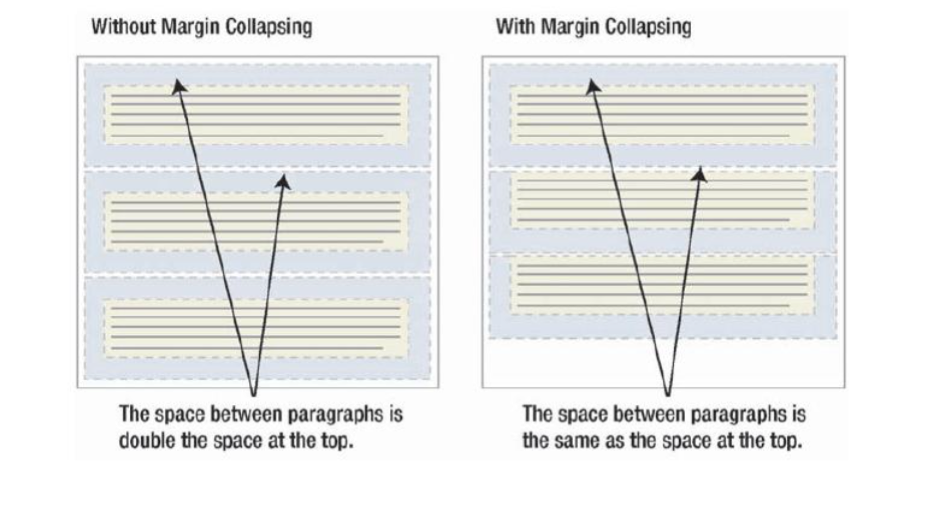 Without Margin Collapsing
With Margin Collapsing
The space between paragraphs is
double the space at the top.
The space between paragraphs is
the same as the space at the top.